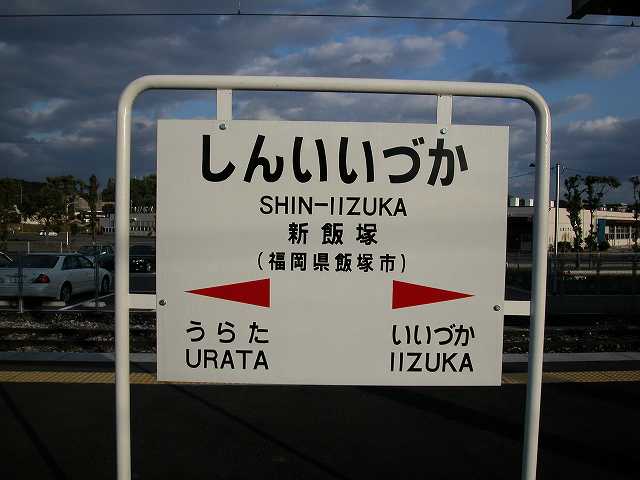 しんいいづか
SHIN-IIZUKA
新飯塚
(福岡県飯塚市)
うらた いいづか
URATA IIZUKA